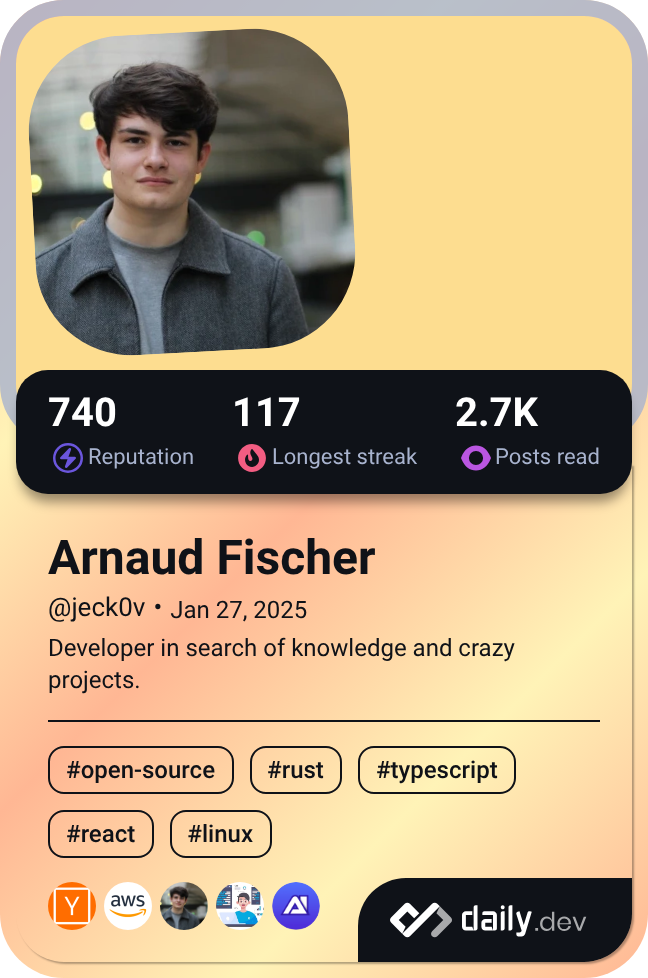 740 117 2.7K
Reputation Longest streak Posts read
Arnaud Fischer
@jeck0v • Jan 27, 2025
Developer in search of knowledge and crazy
projects.
#open-source #rust #typescript
#react #linux
Y aws AI
daily.dev